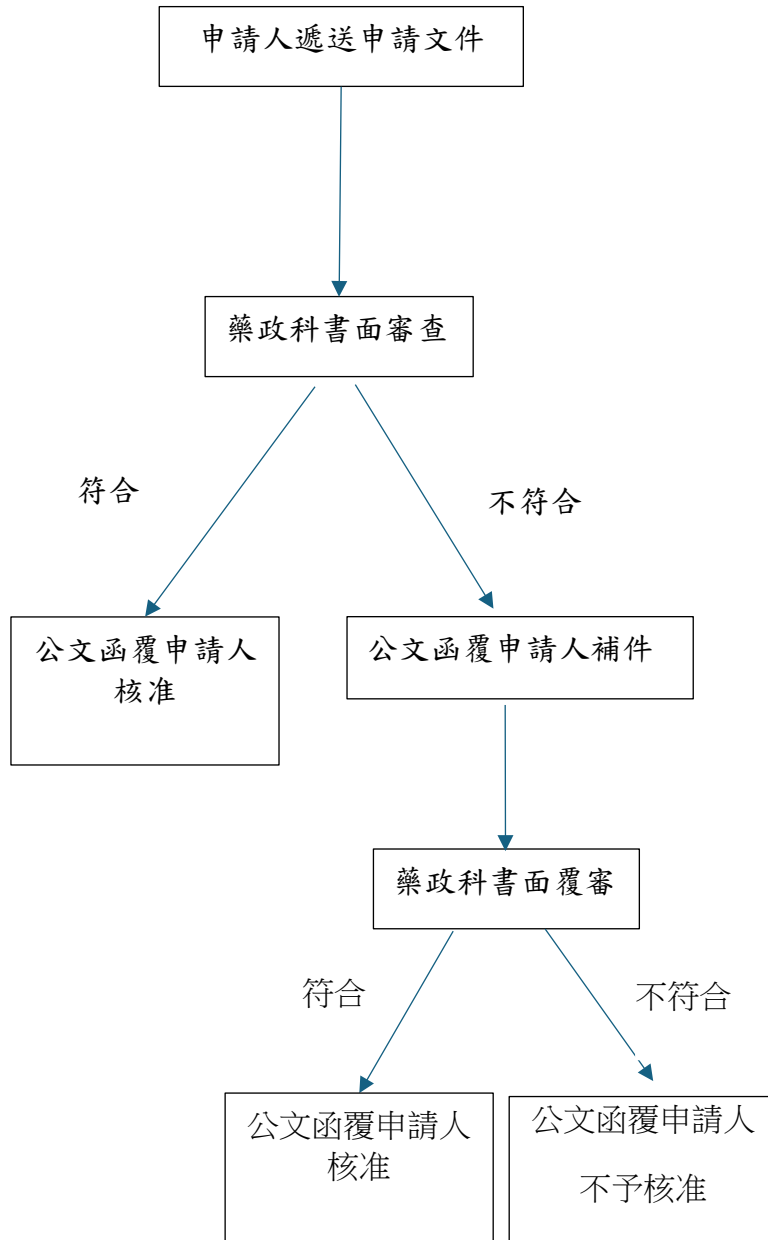 申請人遞送申請文件
藥政科書面審查
符合
不符合
公文函覆申請人
核准
公文函覆申請人補件
藥政科書面覆審
符合
不符合
公文函覆申請人
核准
公文函覆申請人
不予核准